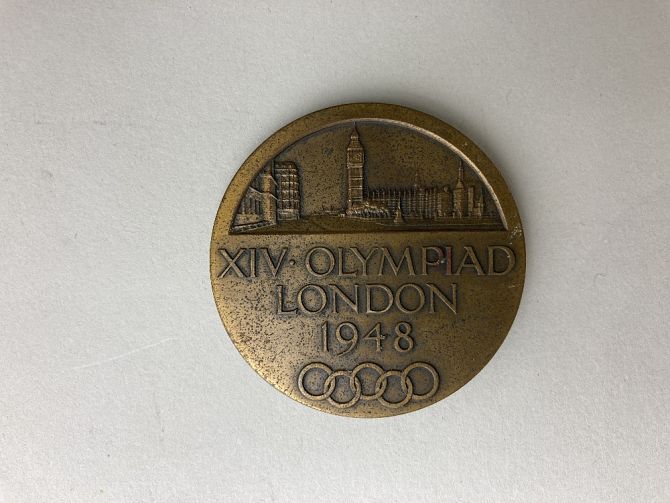 XIV · OLYMPIAD
LONDON
1948